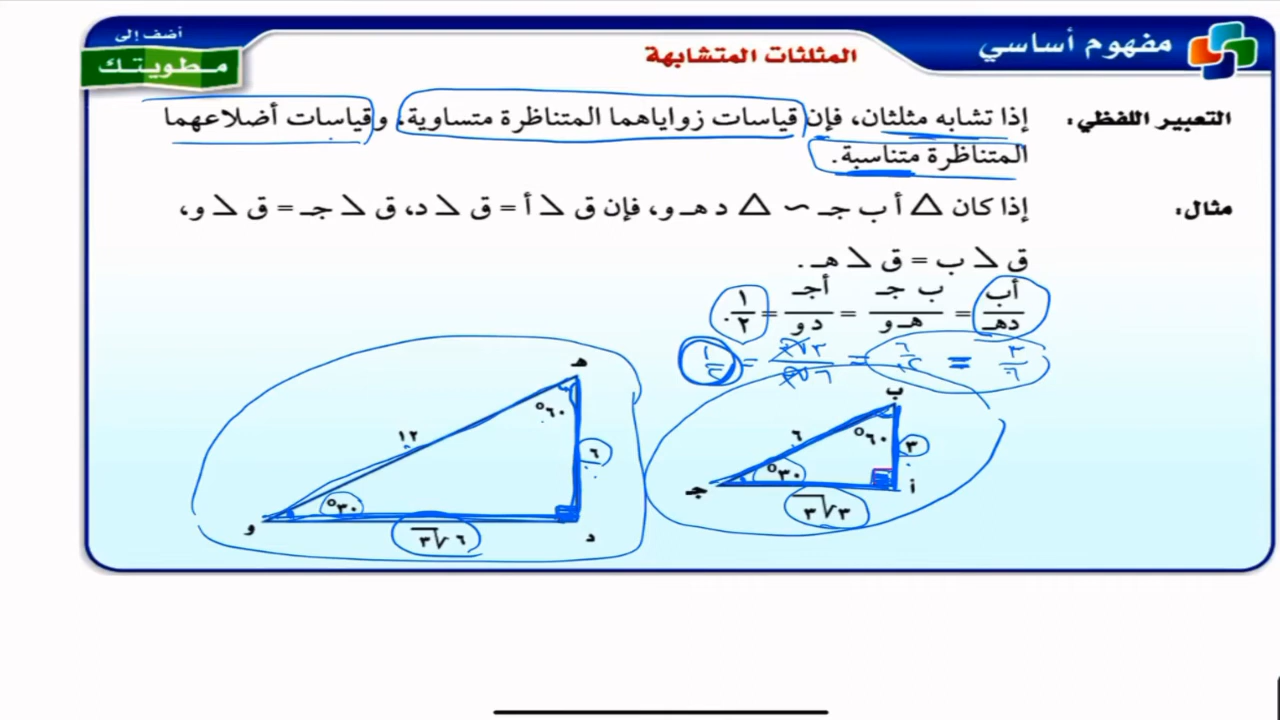 مفهوم أساسي
المثلثات المتشابهة
أضف إلى
مطويتك
التعبير اللفظي: إذا تشابه مثلثان، فإن قياسات زواياهما المتناظرة متساوية، وقياسات أضلاعهما
المتناظرة متناسبة.
مثال: إذا كان △ أ ب جـ ~ △ د هـ و، فإن ق∠ أ = ق∠ د، ق∠ جـ = ق∠ و،
ق∠ ب = ق∠ هـ.
أب/دهـ = ب جـ/هـ و = أجـ/د و = ١/٢.
٣/٦ = ٦/١٢ = ٣√٣/٦√٣ = ١/٢
هـ
٦٠°
١٢
٦
٣٠°
و
٦√٣
د
ب
٦٠°
٦
٣
٣٠°
جـ
٣√٣
أ